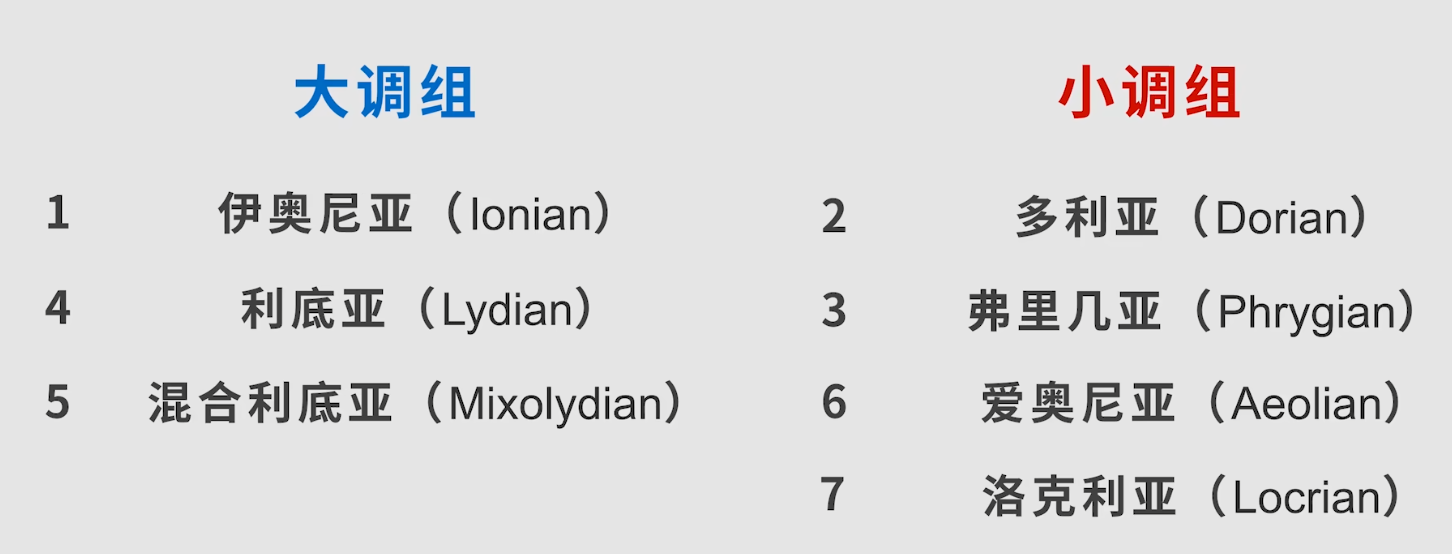 大调组
1 伊奥尼亚（Ionian）
4 利底亚（Lydian）
5 混合利底亚（Mixolydian）
小调组
2 多利亚（Dorian）
3 弗里几亚（Phrygian）
6 爱奥尼亚（Aeolian）
7 洛克利亚（Locrian）